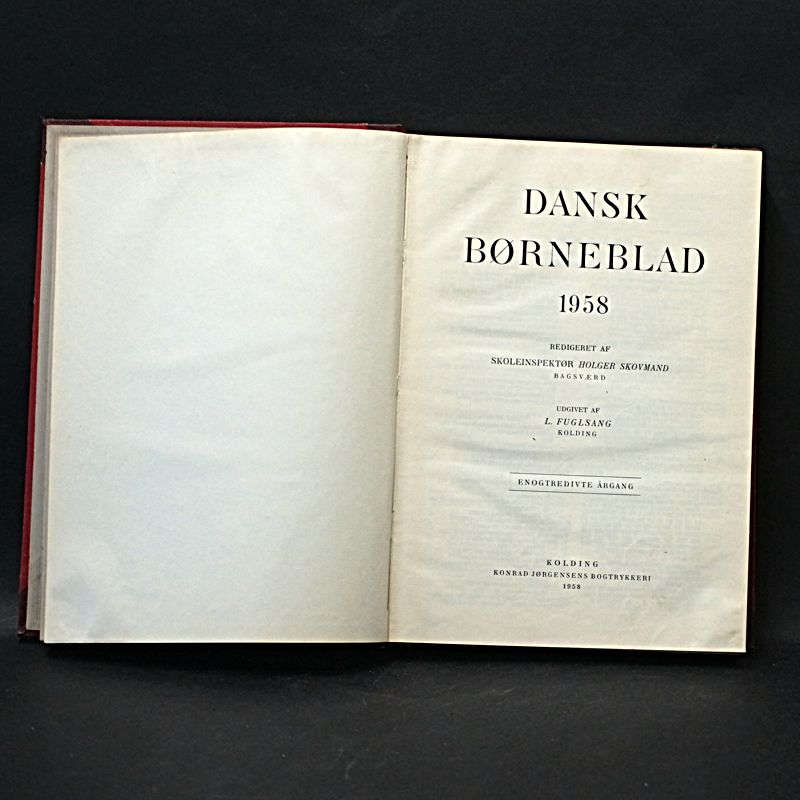 DANSK
BØRNEBLAD
1958
REDIGERET AF
SKOLEINSPEKTØR HOLGER SKOVMAND
BAGSVÆRD
UDGIVET AF
L. FUGLSANG
KOLDING
ENOGTREDIVTE ÅRGANG
KOLDING
KONRAD JØRGENSENS BOGTRYKKERI
1958